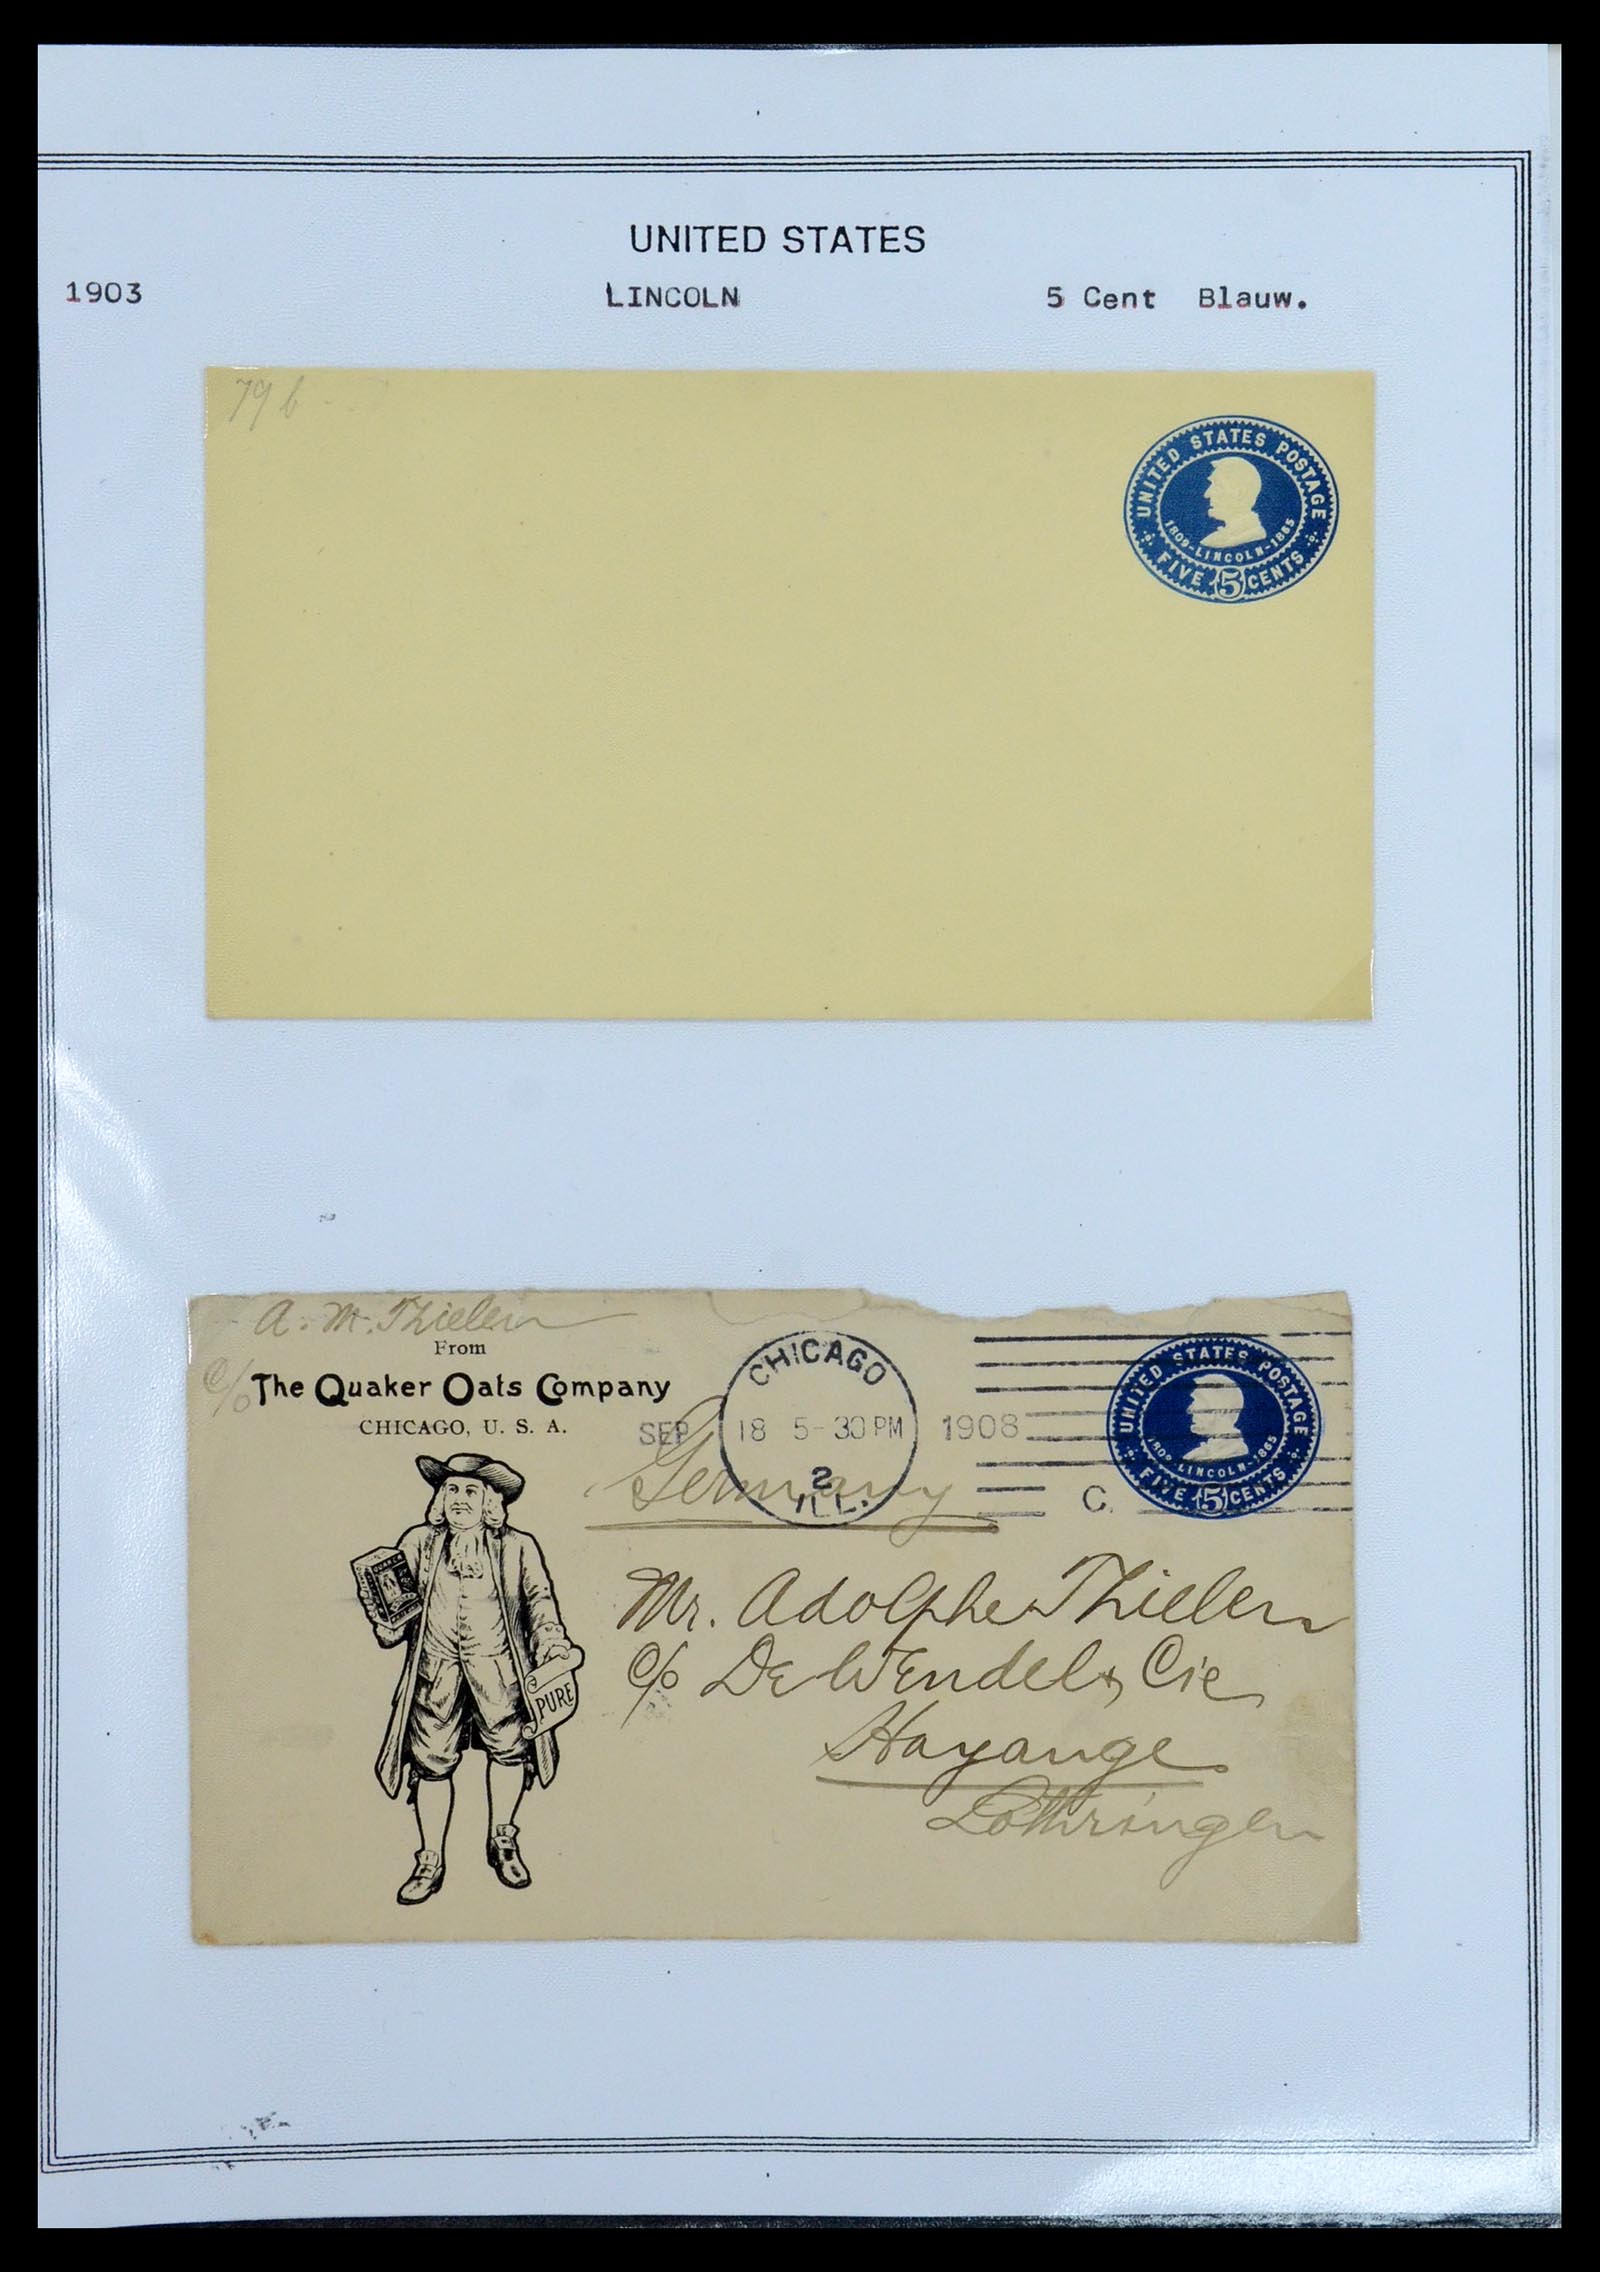 UNITED STATES
1903 LINCOLN 5 Cent Blauw.
79 b
UNITED STATES POSTAGE
1809-LINCOLN-1865
FIVE 5 CENTS
A. M. Thielen
From
c/o The Quaker Oats Company
CHICAGO, U. S. A.
CHICAGO
SEP 18 5-30 PM 1908
2
ILL.
C.
UNITED STATES POSTAGE
1809-LINCOLN-1865
FIVE 5 CENTS
Germany
Mr. Adolphe Thielen
c/o De Wendel & Cie
Hayange
Lothringen
PURE